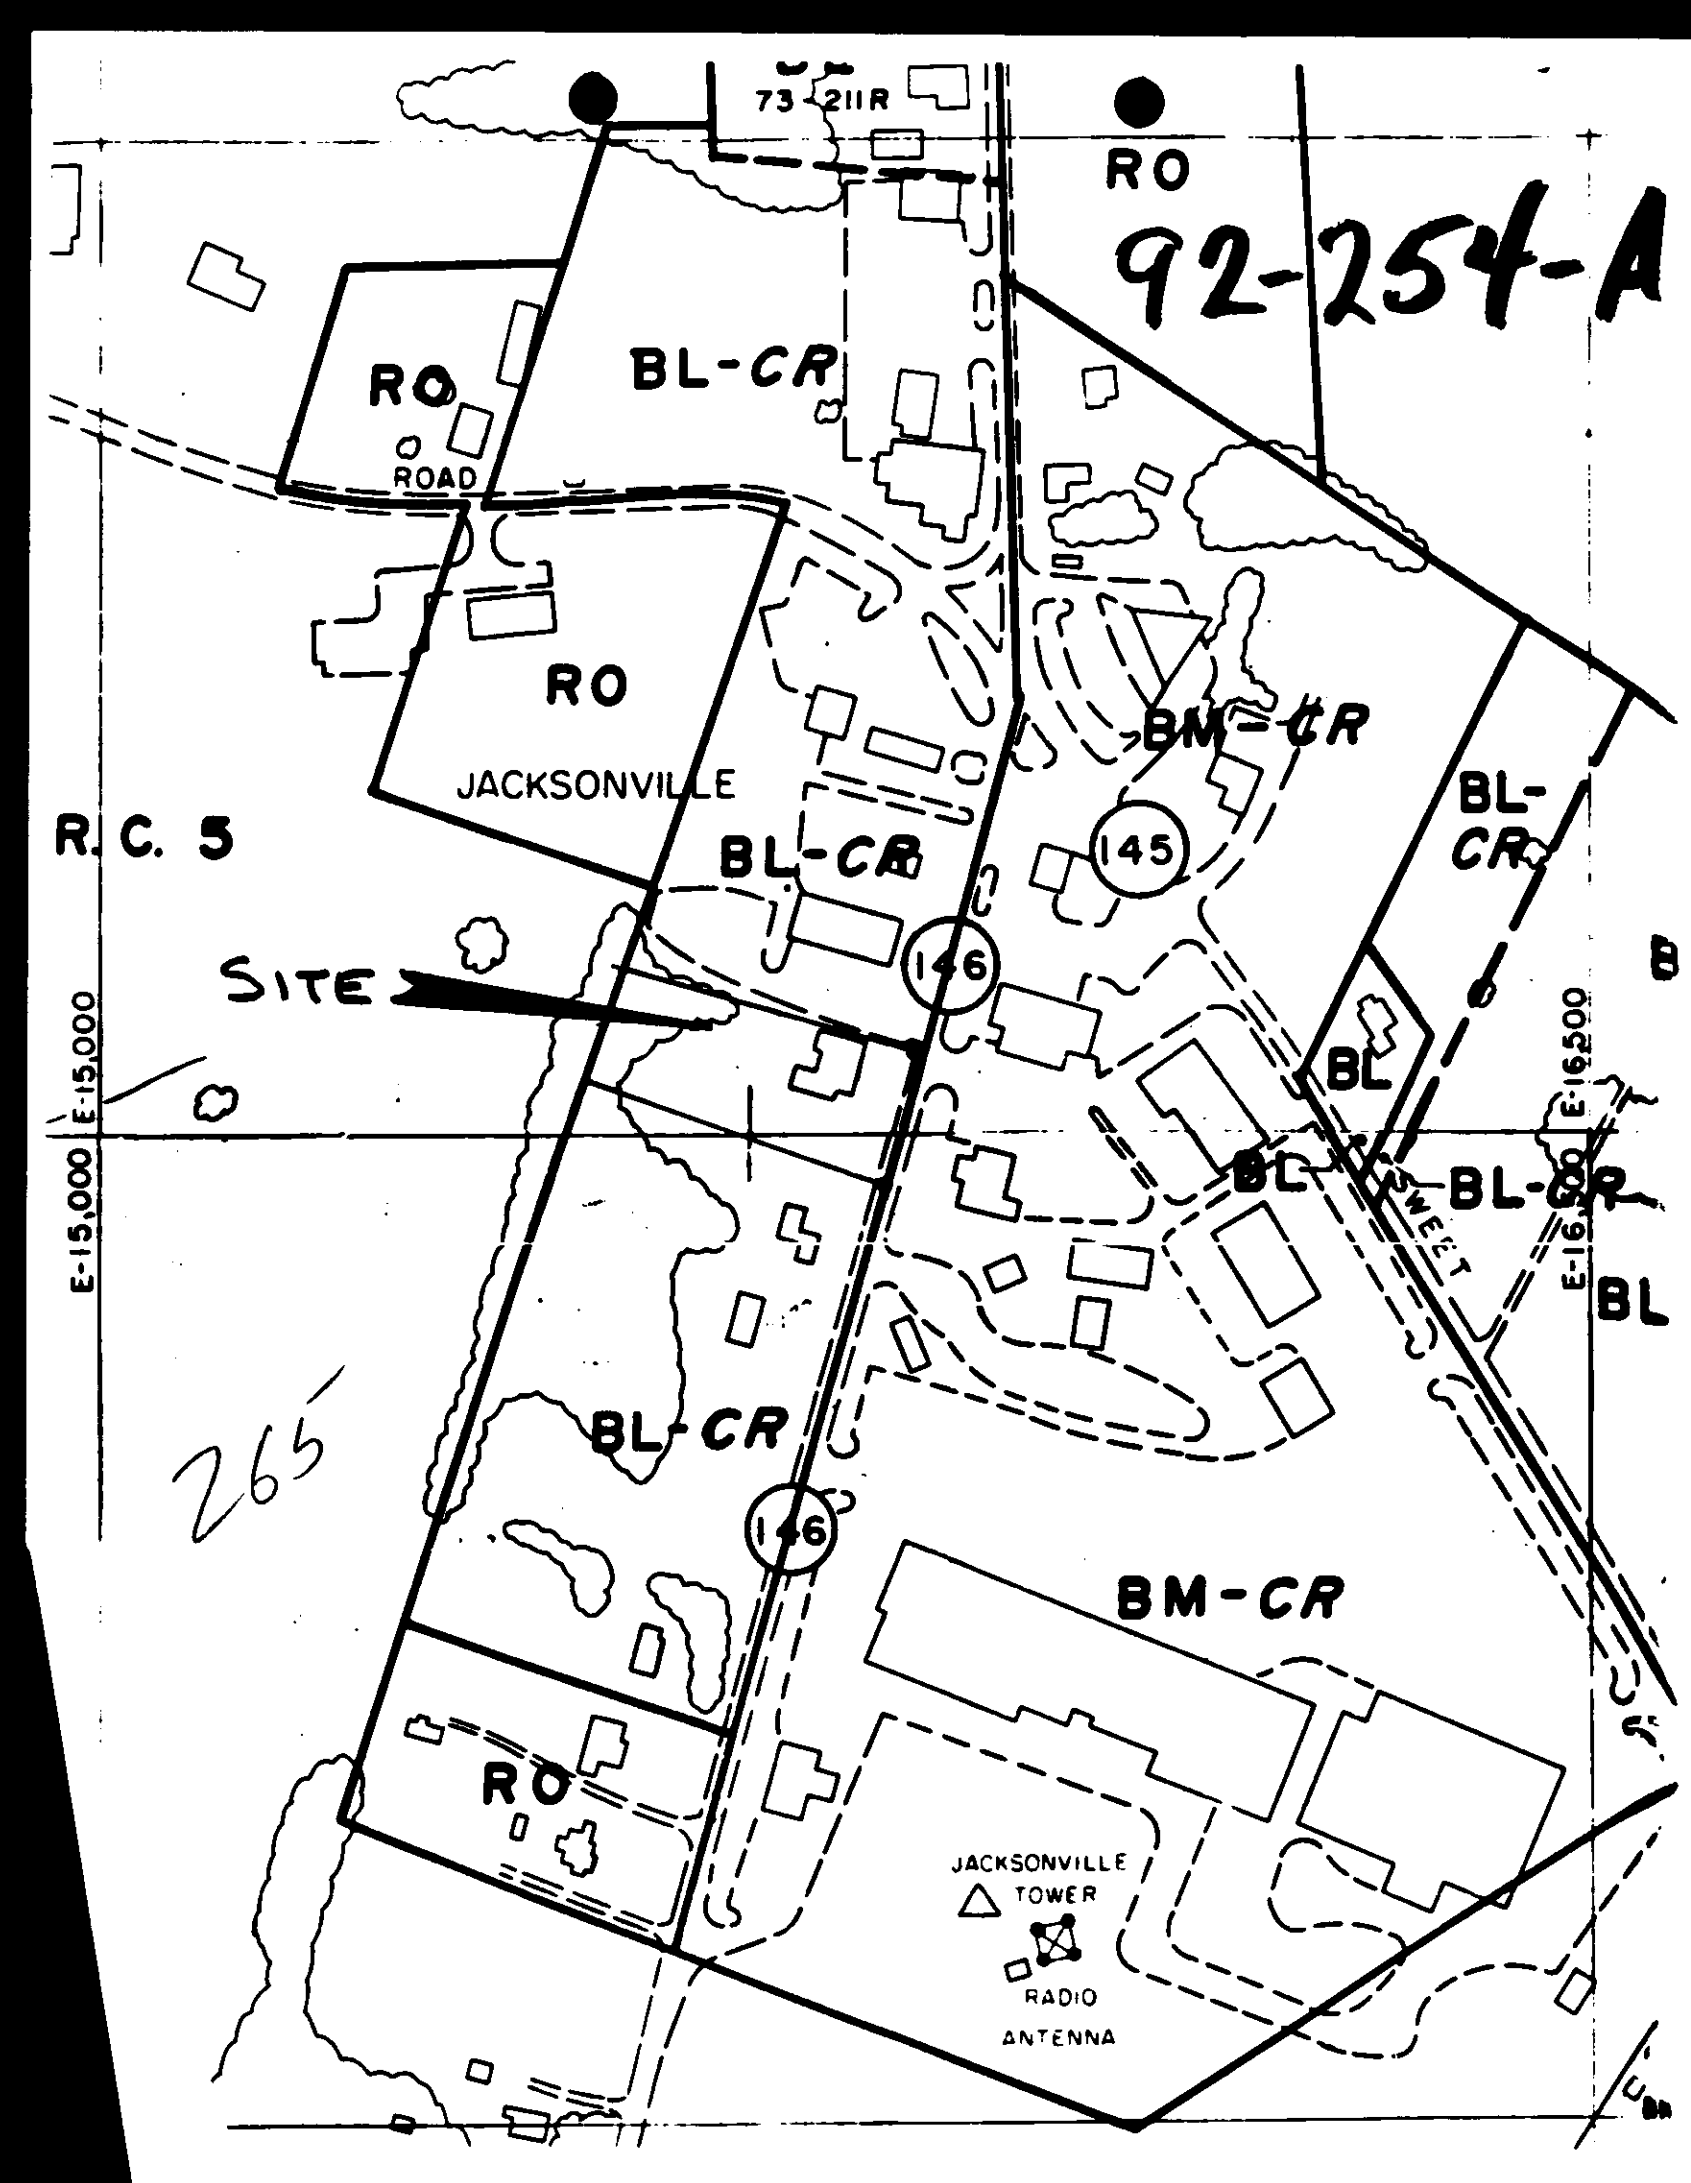 73-211R
RO
92-254-A
BL-CR
RO
ROAD
RO
BM-CR
JACKSONVILLE
BL-
CR
R.C. 5
BL-CR
145
146
SITE
B
E-15,000
E-16,500
BL
E-15,000
BL
BL-CR
SWEET
BL
265
BL-CR
146
BM-CR
RO
JACKSONVILLE
TOWER
RADIO
ANTENNA